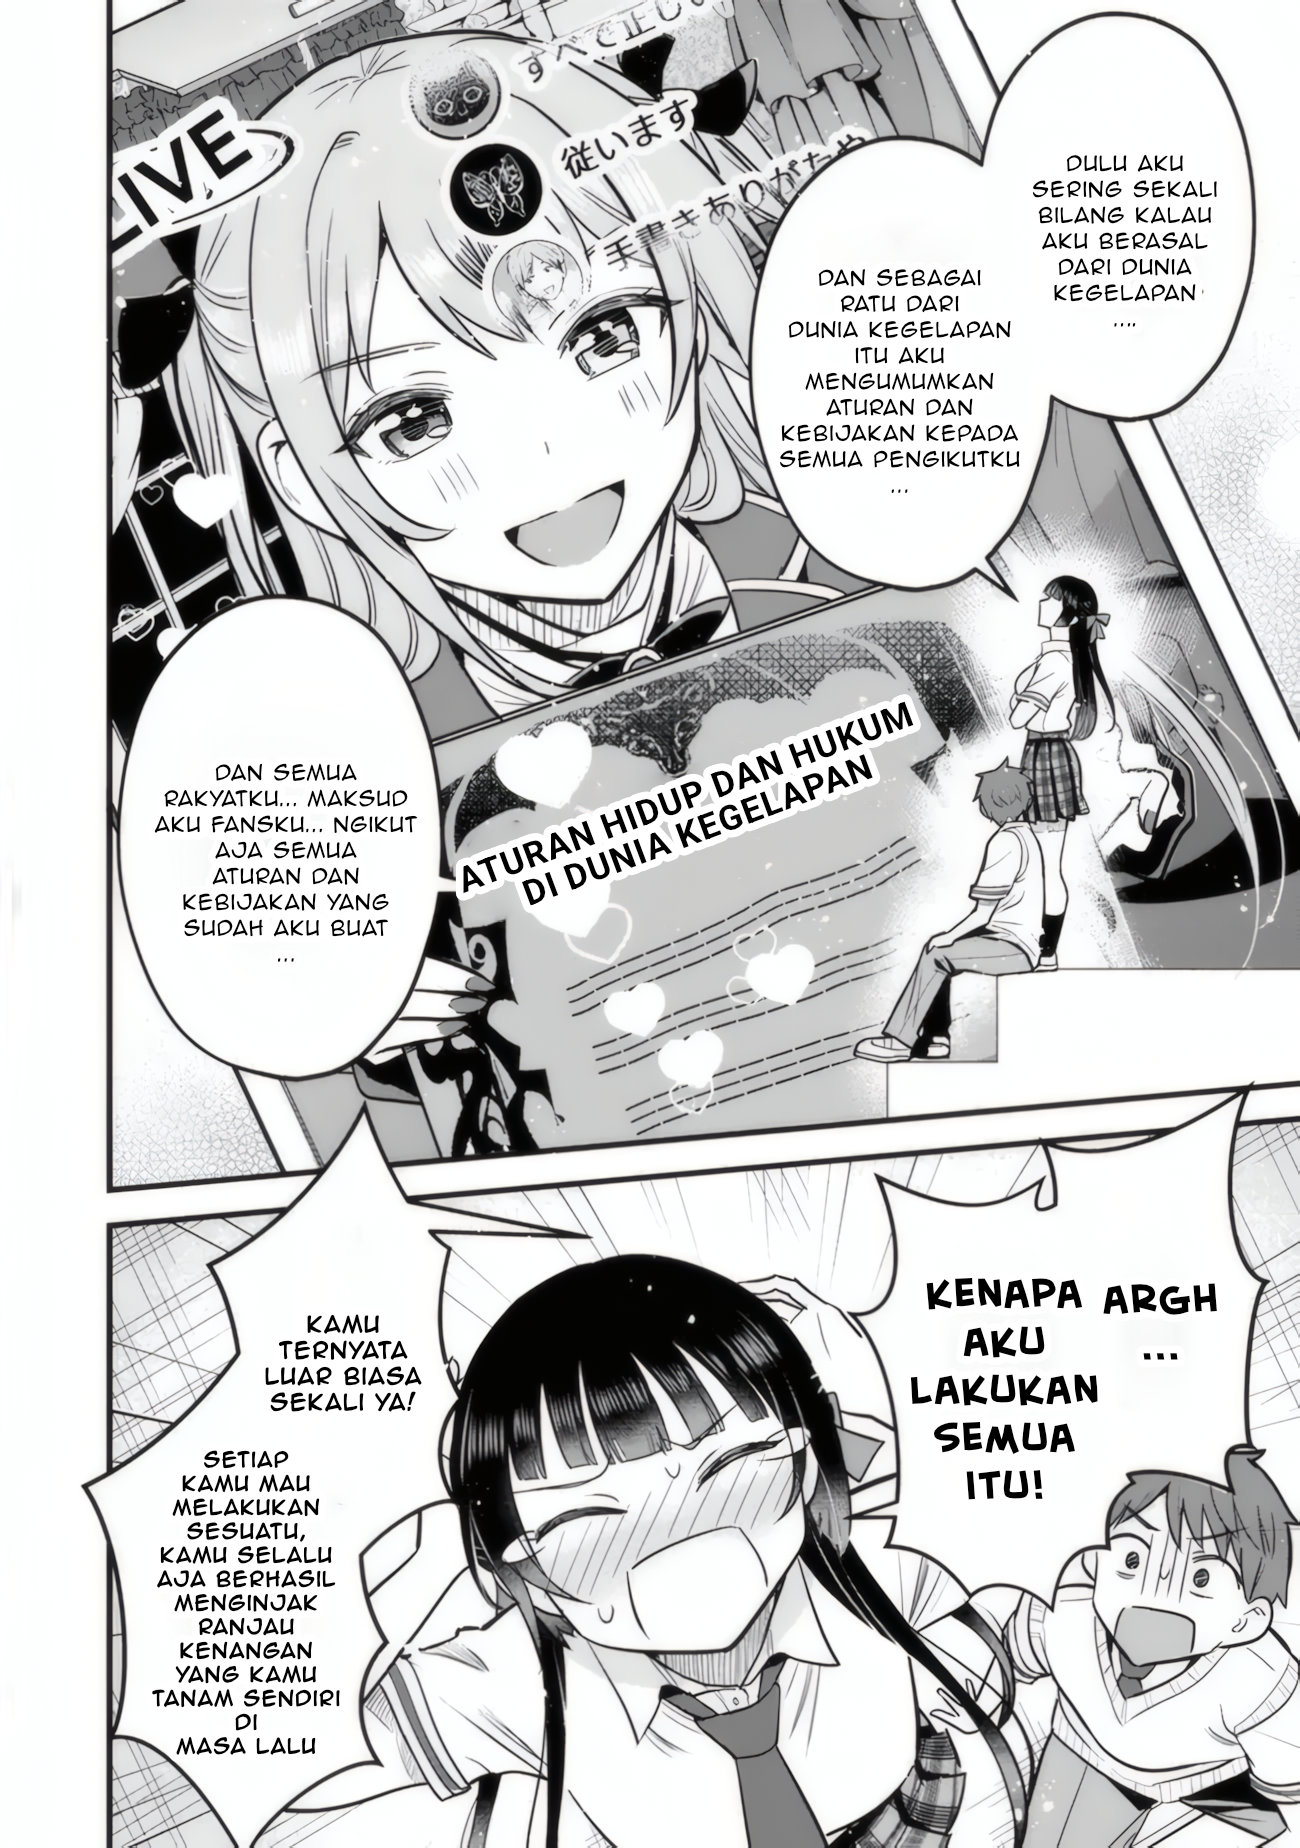 DULU AKU
SERING SEKALI
BILANG KALAU
AKU BERASAL
DARI DUNIA
KEGELAPAN
....
DAN SEBAGAI
RATU DARI
DUNIA KEGELAPAN
ITU AKU
MENGUMUMKAN
ATURAN DAN
KEBIJAKAN KEPADA
SEMUA PENGIKUTKU
...
LIVE
すべて正しい
従います
手書きありがたや
ATURAN HIDUP DAN HUKUM
DI DUNIA KEGELAPAN
DAN SEMUA
RAKYATKU... MAKSUD
AKU FANSKU... NGIKUT
AJA SEMUA
ATURAN DAN
KEBIJAKAN YANG
SUDAH AKU BUAT
...
ARGH
...
KENAPA
AKU
LAKUKAN
SEMUA
ITU!
KAMU
TERNYATA
LUAR BIASA
SEKALI YA!
SETIAP
KAMU MAU
MELAKUKAN
SESUATU,
KAMU SELALU
AJA BERHASIL
MENGINJAK
RANJAU
KENANGAN
YANG KAMU
TANAM SENDIRI
DI
MASA LALU